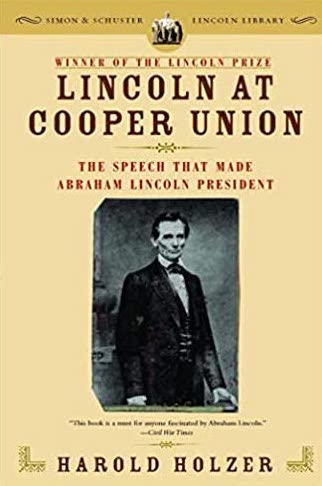 SIMON & SCHUSTER LINCOLN LIBRARY
WINNER OF THE LINCOLN PRIZE
LINCOLN AT
COOPER UNION
THE SPEECH THAT MADE
ABRAHAM LINCOLN PRESIDENT
"This book is a must for anyone fascinated by Abraham Lincoln."
—Civil War Times
HAROLD HOLZER